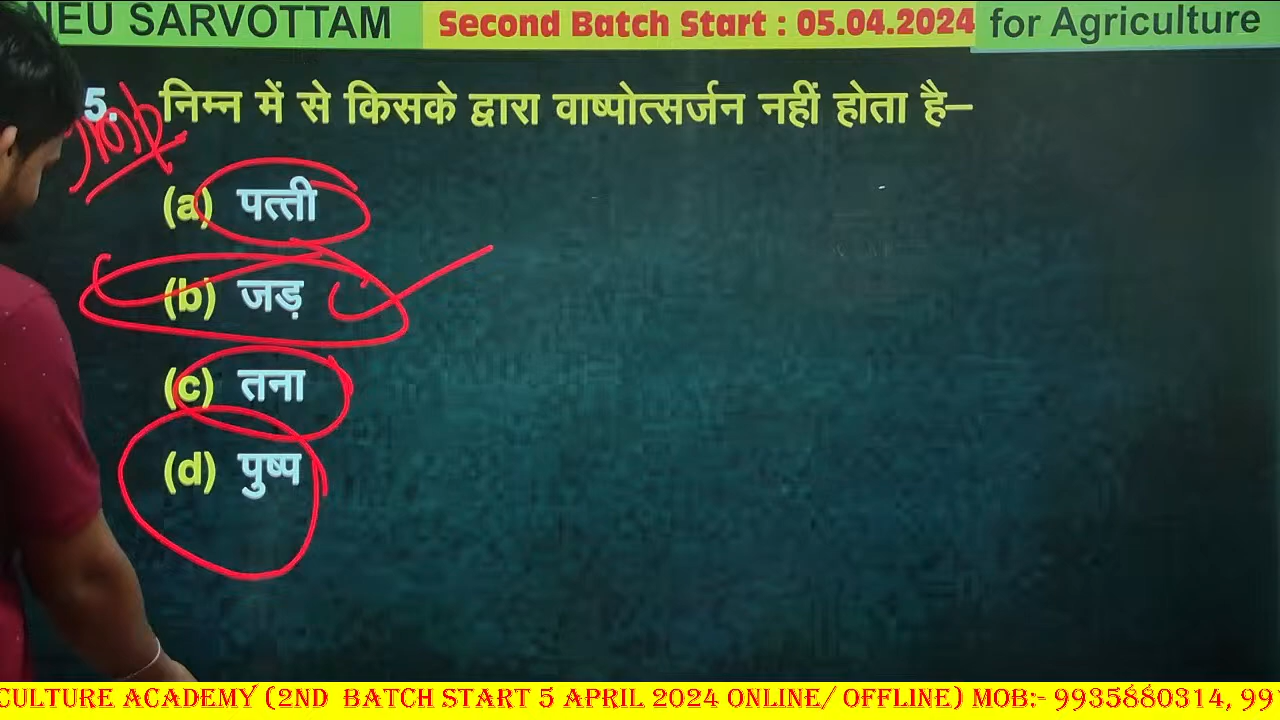 NEU SARVOTTAM Second Batch Start : 05.04.2024 for Agriculture
5. निम्न में से किसके द्वारा वाष्पोत्सर्जन नहीं होता है–
(a) पत्ती
(b) जड़
(c) तना
(d) पुष्प
CULTURE ACADEMY (2ND BATCH START 5 APRIL 2024 ONLINE/ OFFLINE) MOB:- 9935880314, 99